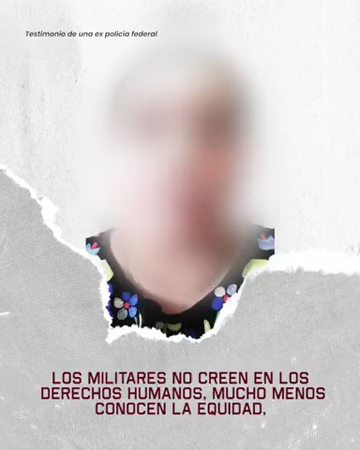 Testimonio de una ex policía federal
LOS MILITARES NO CREEN EN LOS
DERECHOS HUMANOS, MUCHO MENOS
CONOCEN LA EQUIDAD,